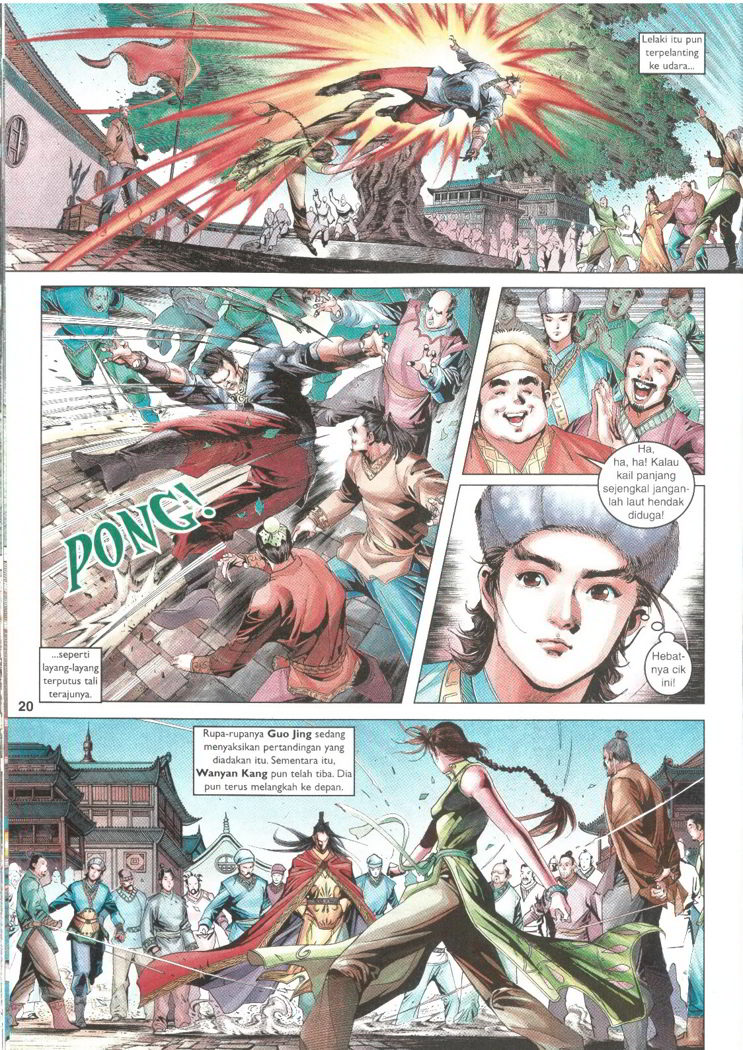 Lelaki itu pun
terpelanting
ke udara...
PONG!
...seperti
layang-layang
terputus tali
terajunya.
Ha,
ha, ha! Kalau
kail panjang
sejengkal jangan-
lah laut hendak
diduga!
Hebat-
nya cik
ini!
20
Rupa-rupanya Guo Jing sedang
menyaksikan pertandingan yang
diadakan itu. Sementara itu,
Wanyan Kang pun telah tiba. Dia
pun terus melangkah ke depan.